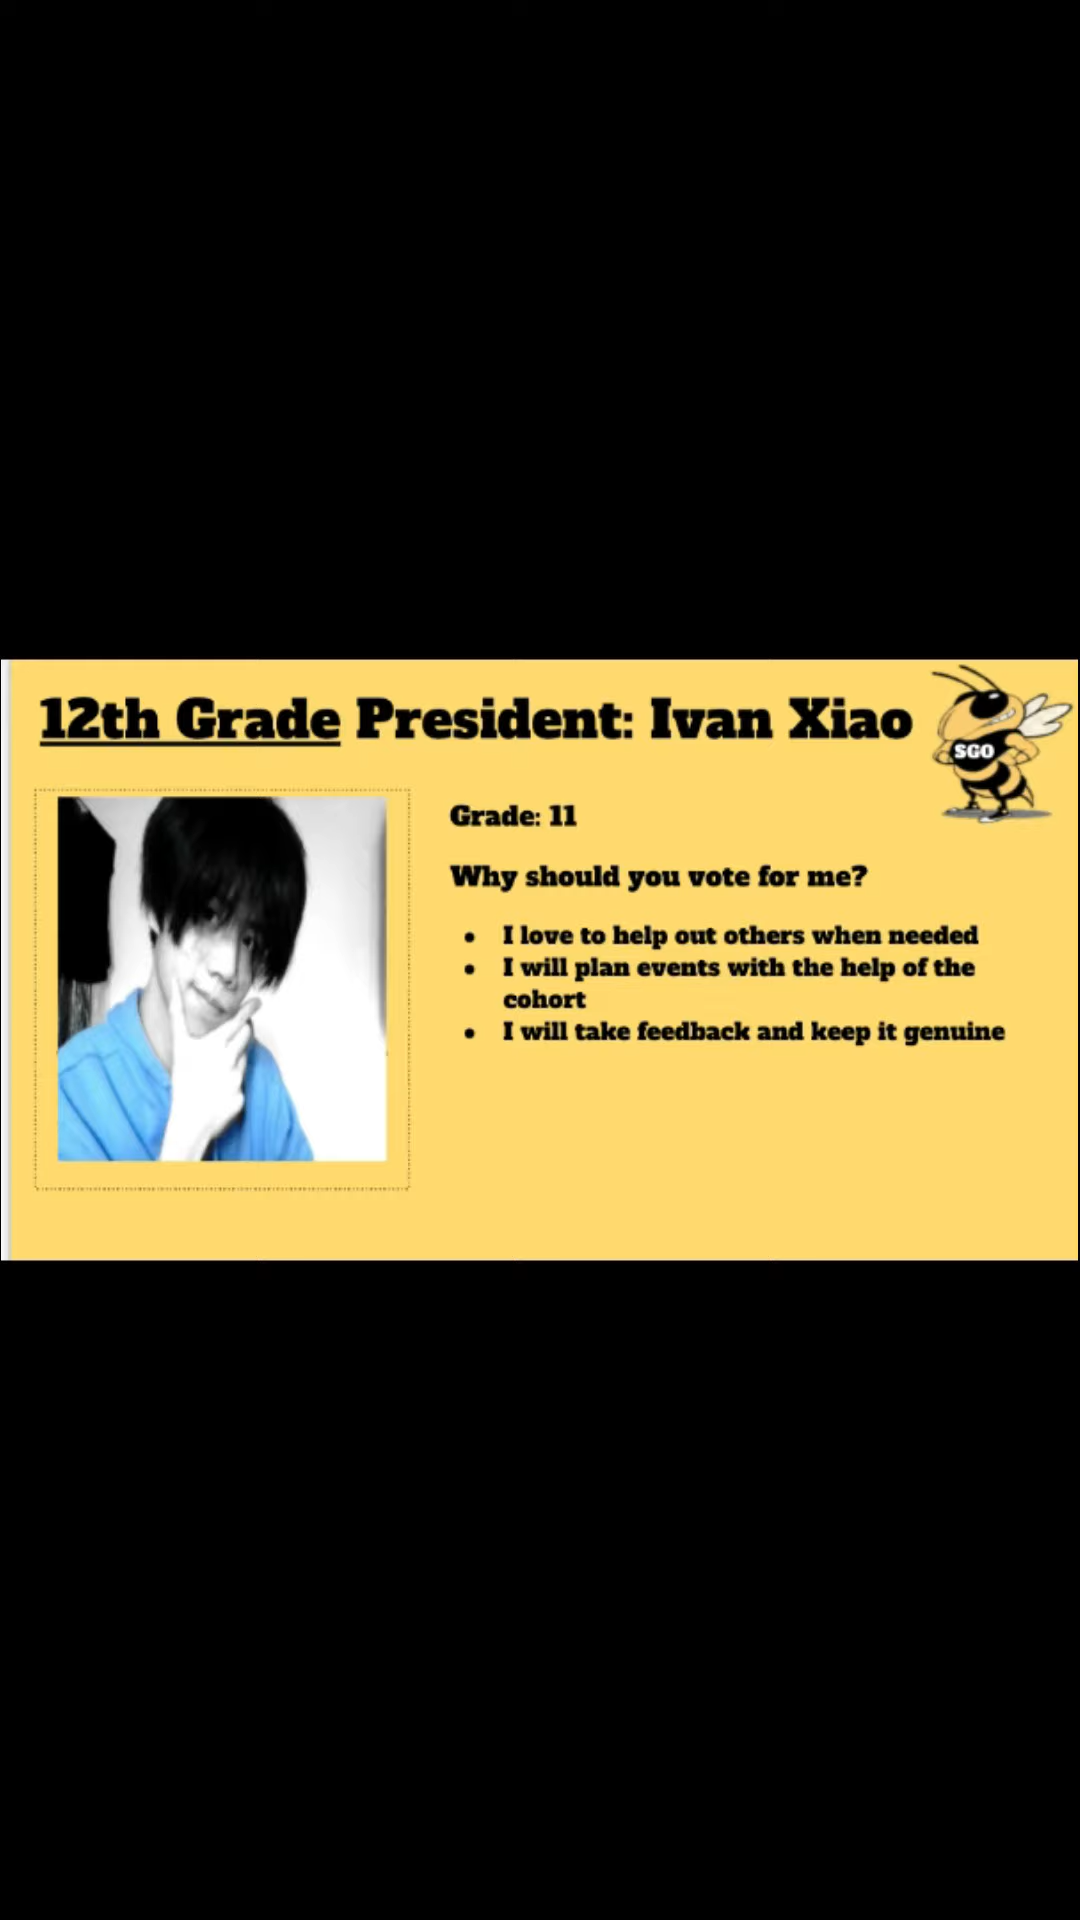 12th Grade President: Ivan Xiao
SGO
Grade: 11
Why should you vote for me?
● I love to help out others when needed
● I will plan events with the help of the
cohort
● I will take feedback and keep it genuine